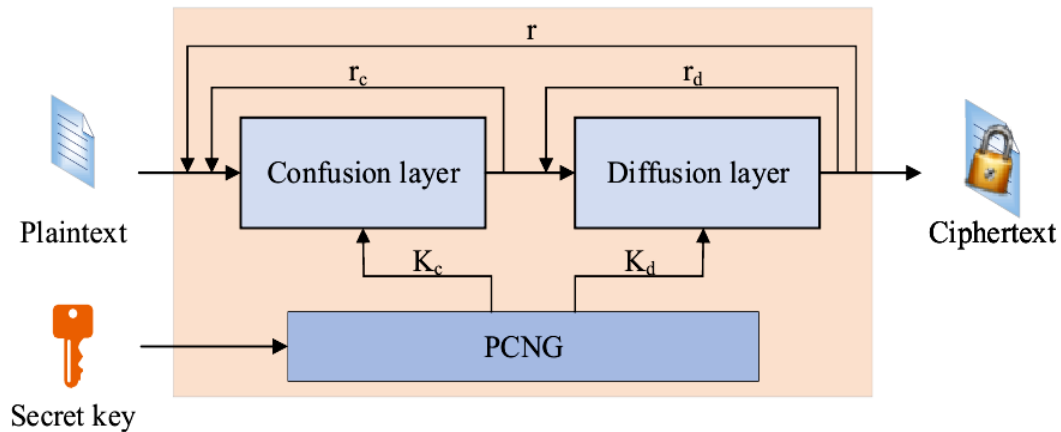 r
r_c
r_d
Confusion layer
Diffusion layer
Plaintext
Ciphertext
K_c
K_d
PCNG
Secret key